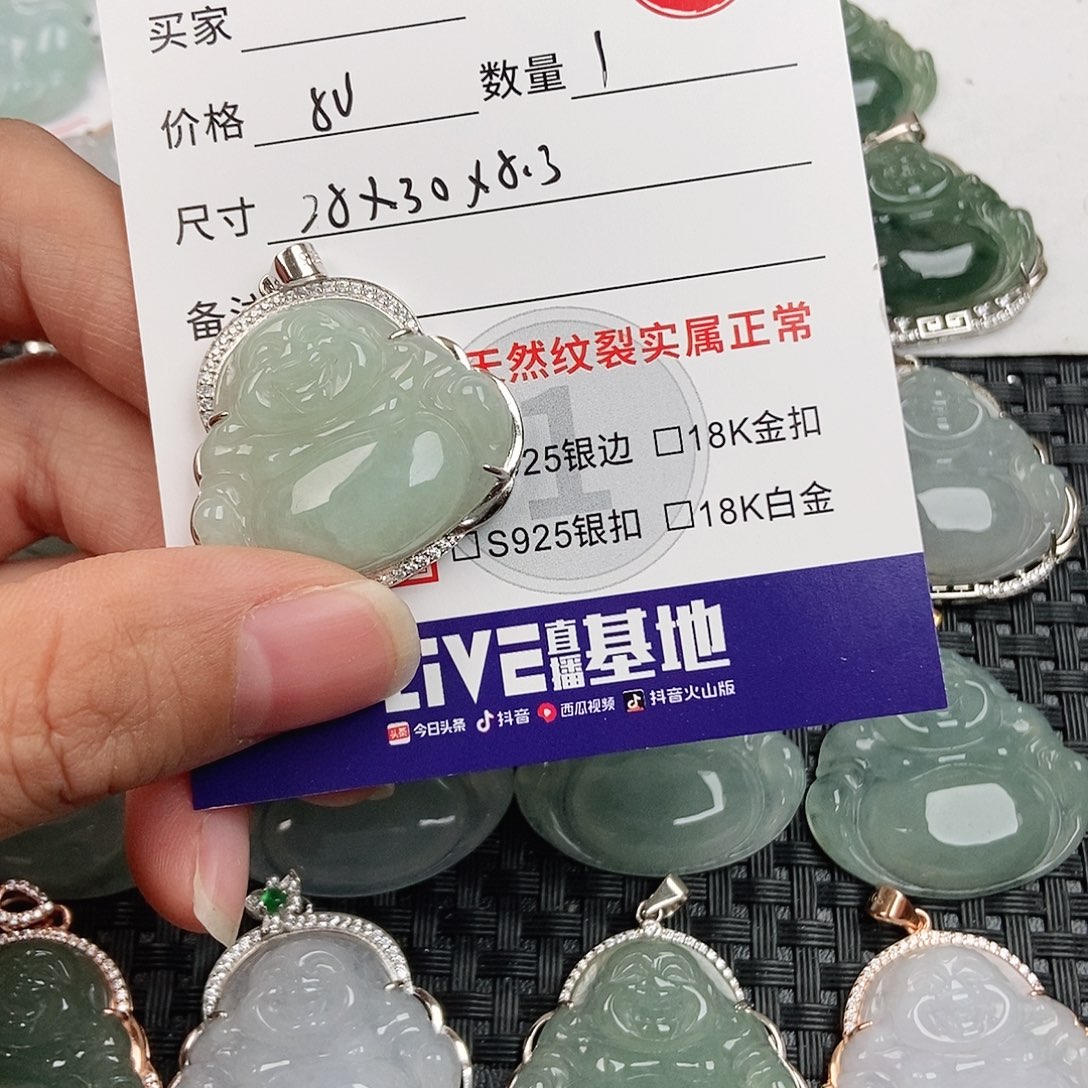 买家
价格 数量 1
尺寸 28X30X8.3
天然纹裂实属正常
925银边 □18K金扣
□S925银扣 □18K白金
LiVE直播基地
头条 今日头条 抖音 西瓜视频 抖音火山版